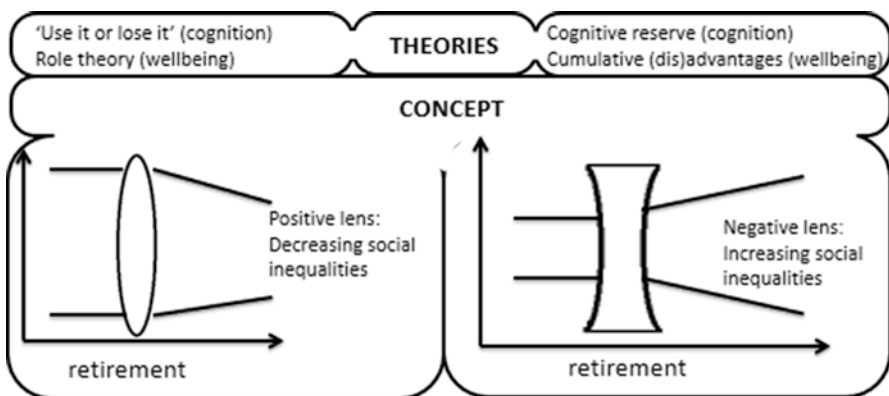 ‘Use it or lose it’ (cognition)
Role theory (wellbeing)
THEORIES
Cognitive reserve (cognition)
Cumulative (dis)advantages (wellbeing)
CONCEPT
Positive lens:
Decreasing social
inequalities
retirement
Negative lens:
Increasing social
inequalities
retirement